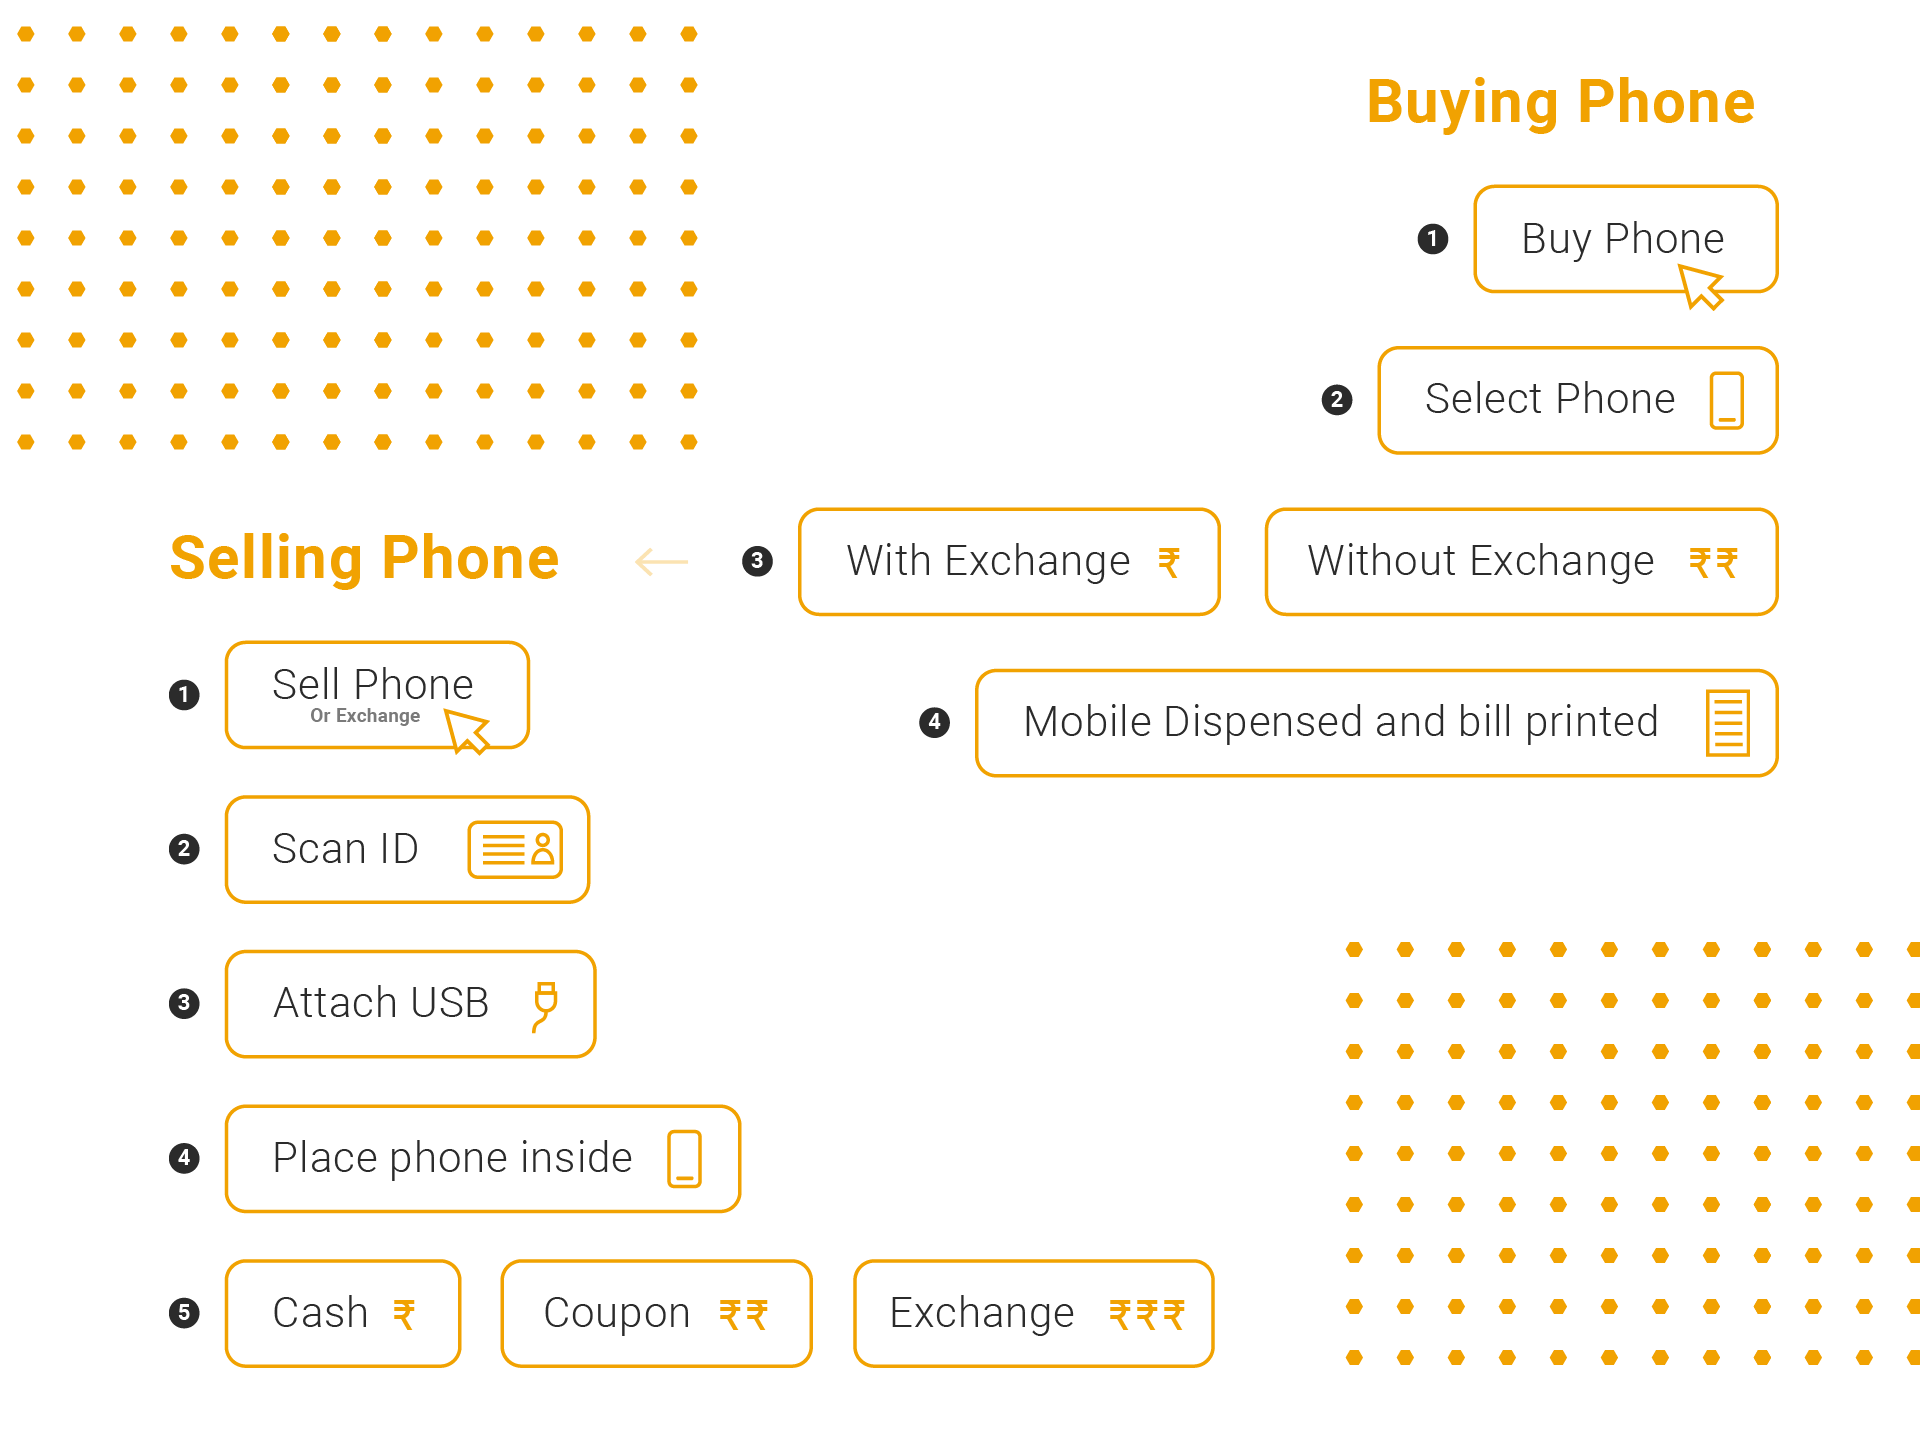 Buying Phone
1 Buy Phone
2 Select Phone
3 With Exchange ₹ Without Exchange ₹₹
4 Mobile Dispensed and bill printed
Selling Phone
1 Sell Phone
Or Exchange
2 Scan ID
3 Attach USB
4 Place phone inside
5 Cash ₹ Coupon ₹₹ Exchange ₹₹₹